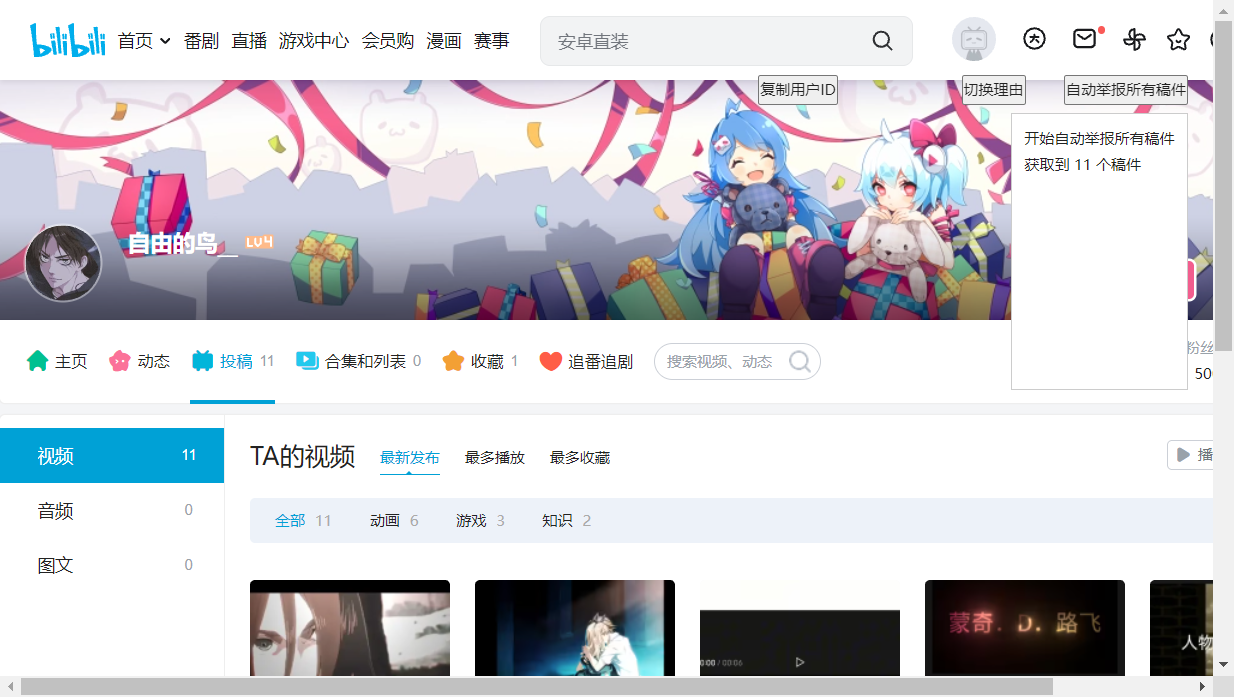 bilibili 首页 番剧 直播 游戏中心 会员购 漫画 赛事 安卓直装
复制用户ID 切换理由 自动举报所有稿件
开始自动举报所有稿件
获取到 11 个稿件
自由的鸟__ LV4
主页 动态 投稿 11 合集和列表 0 收藏 1 追番追剧 搜索视频、动态
粉丝
50
视频 11
音频 0
图文 0
TA的视频 最新发布 最多播放 最多收藏 播
全部 11 动画 6 游戏 3 知识 2
0:00 / 03:06
蒙奇．D．路飞
人物